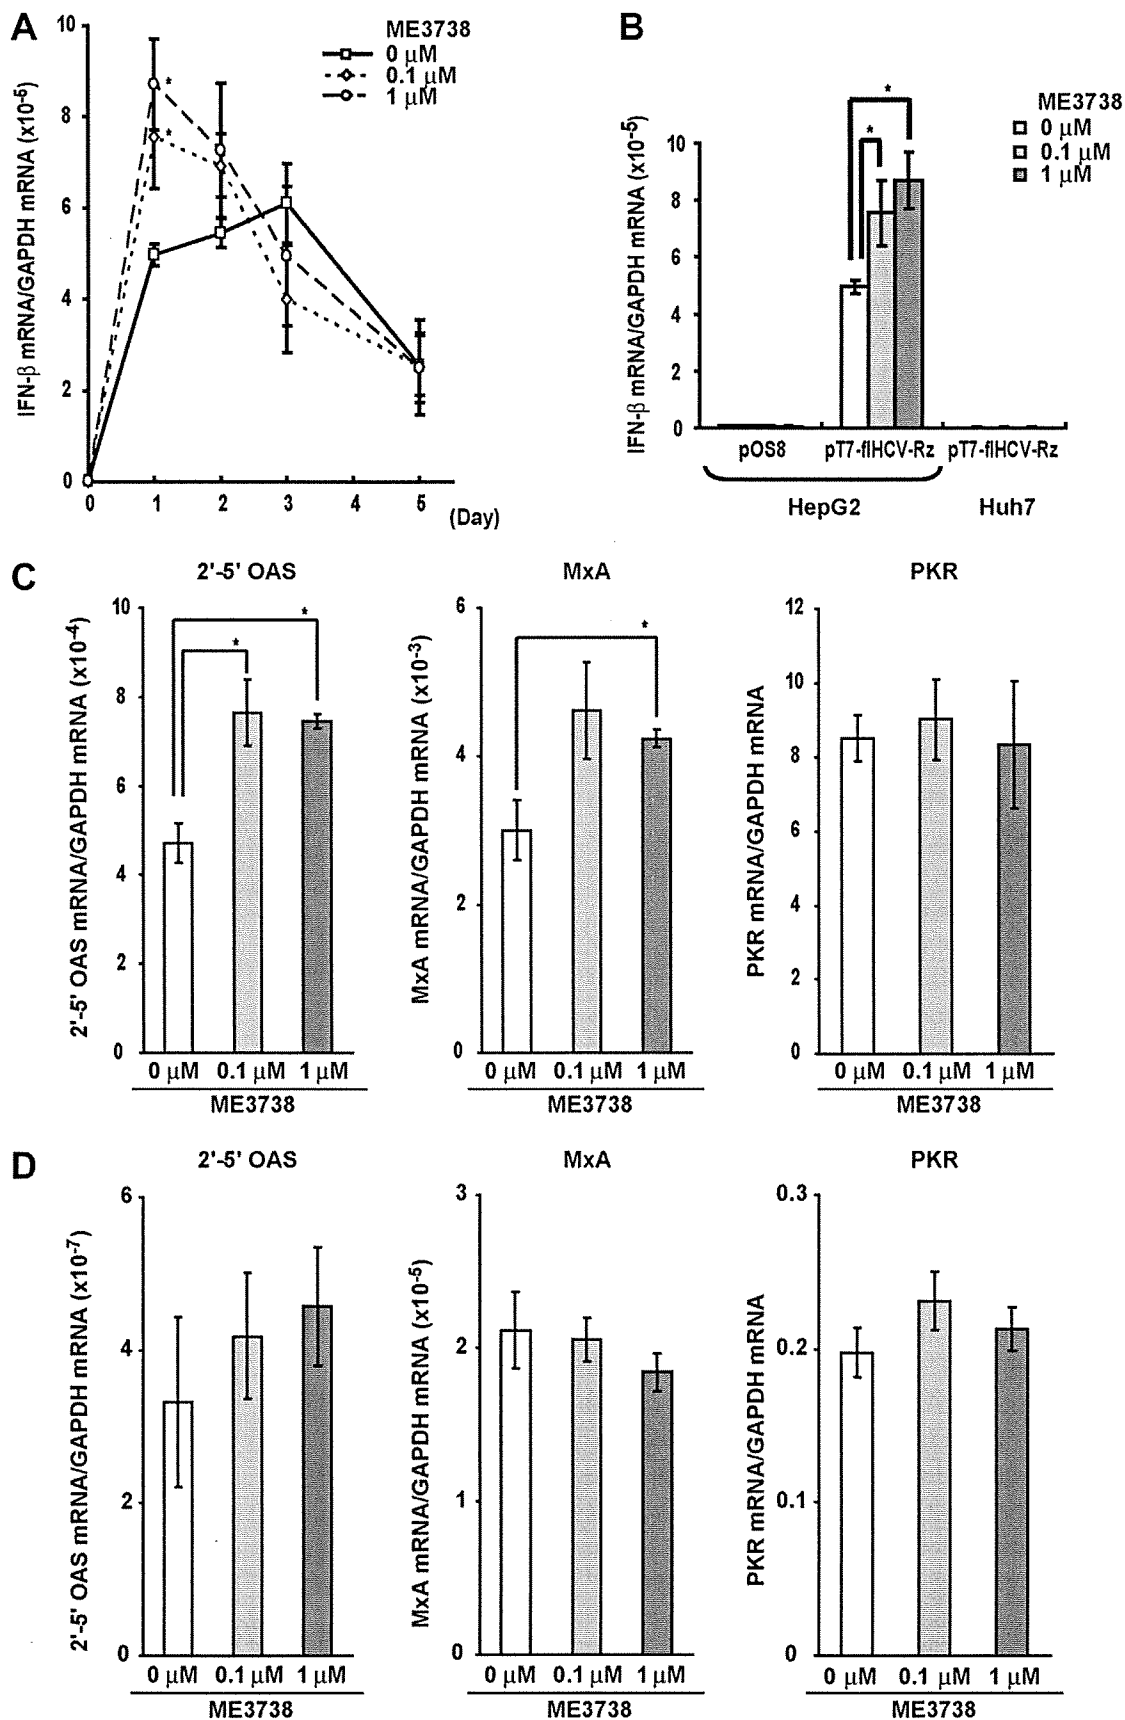 A
IFN-β mRNA/GAPDH mRNA (x10-5)
10
8
6
4
2
0
0 1 2 3 5
(Day)
ME3738
0 μM
0.1 μM
1 μM
*
*
B
IFN-β mRNA/GAPDH mRNA (x10-5)
10
8
6
4
2
0
*
*
ME3738
0 μM
0.1 μM
1 μM
pOS8 pT7-flHCV-Rz pT7-flHCV-Rz
HepG2 Huh7
C
2'-5' OAS
2'-5' OAS mRNA/GAPDH mRNA (x10-4)
10
8
6
4
2
0
*
*
0 μM 0.1 μM 1 μM
ME3738
MxA
MxA mRNA/GAPDH mRNA (x10-3)
6
4
2
0
*
0 μM 0.1 μM 1 μM
ME3738
PKR
PKR mRNA/GAPDH mRNA
12
10
8
6
4
2
0
0 μM 0.1 μM 1 μM
ME3738
D
2'-5' OAS
2'-5' OAS mRNA/GAPDH mRNA (x10-7)
6
4
2
0
0 μM 0.1 μM 1 μM
ME3738
MxA
MxA mRNA/GAPDH mRNA (x10-5)
3
2
1
0
0 μM 0.1 μM 1 μM
ME3738
PKR
PKR mRNA/GAPDH mRNA
0.3
0.2
0.1
0
0 μM 0.1 μM 1 μM
ME3738